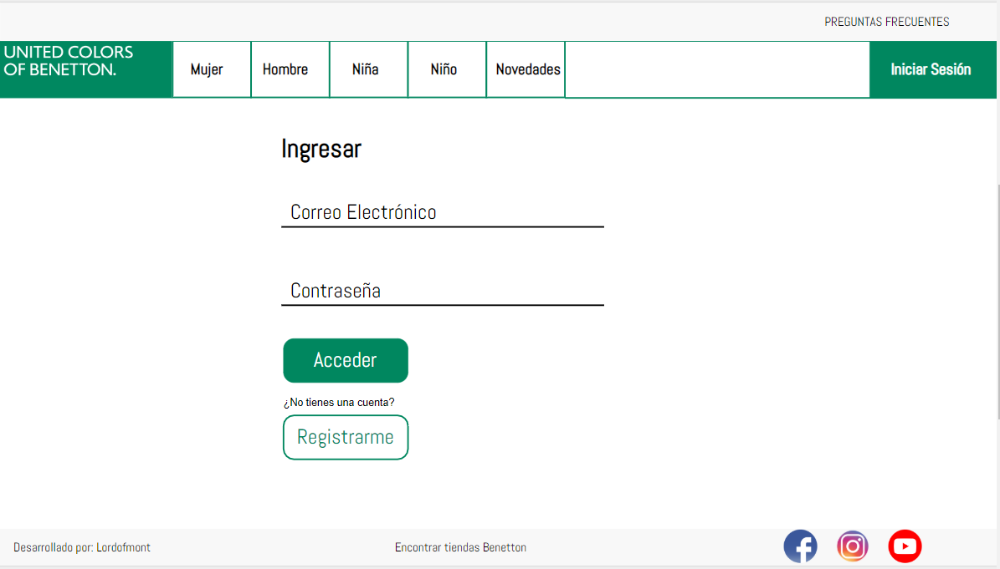 PREGUNTAS FRECUENTES
UNITED COLORS
OF BENETTON.
Mujer
Hombre
Niña
Niño
Novedades
Iniciar Sesión
Ingresar
Correo Electrónico
Contraseña
Acceder
¿No tienes una cuenta?
Registrarme
Desarrollado por: Lordofmont
Encontrar tiendas Benetton